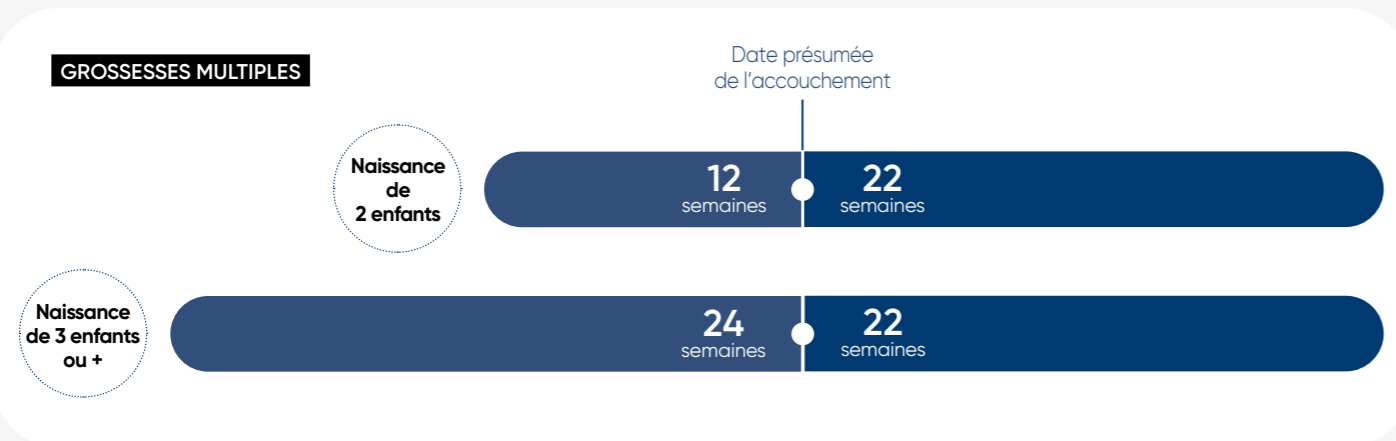 GROSSESSES MULTIPLES
Date présumée
de l'accouchement
Naissance
de
2 enfants
12
semaines
22
semaines
Naissance
de 3 enfants
ou +
24
semaines
22
semaines